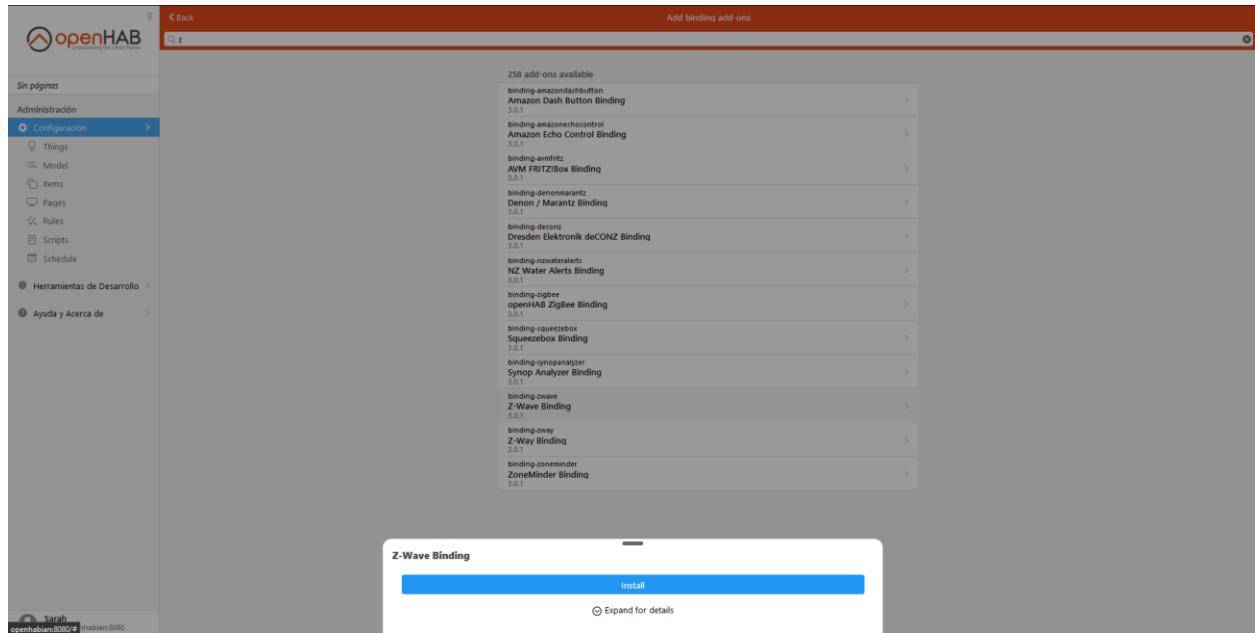 openHAB
empowering the smart home
Sin páginas
Administración
Configuración
Things
Model
Items
Pages
Rules
Scripts
Schedule
Herramientas de Desarrollo
Ayuda y Acerca de
Sarah
openhabian:8080/#
nhabian:8080
Back
Add binding add-ons
z
258 add-ons available
binding-amazondashbutton
Amazon Dash Button Binding
3.0.1
binding-amazonechocontrol
Amazon Echo Control Binding
3.0.1
binding-avmfritz
AVM FRITZ!Box Binding
3.0.1
binding-denonmarantz
Denon / Marantz Binding
3.0.1
binding-deconz
Dresden Elektronik deCONZ Binding
3.0.1
binding-nzwateralerts
NZ Water Alerts Binding
3.0.1
binding-zigbee
openHAB ZigBee Binding
3.0.1
binding-squeezebox
Squeezebox Binding
3.0.1
binding-synopanalyzer
Synop Analyzer Binding
3.0.1
binding-zwave
Z-Wave Binding
3.0.1
binding-zway
Z-Way Binding
3.0.1
binding-zoneminder
ZoneMinder Binding
3.0.1
Z-Wave Binding
Install
Expand for details